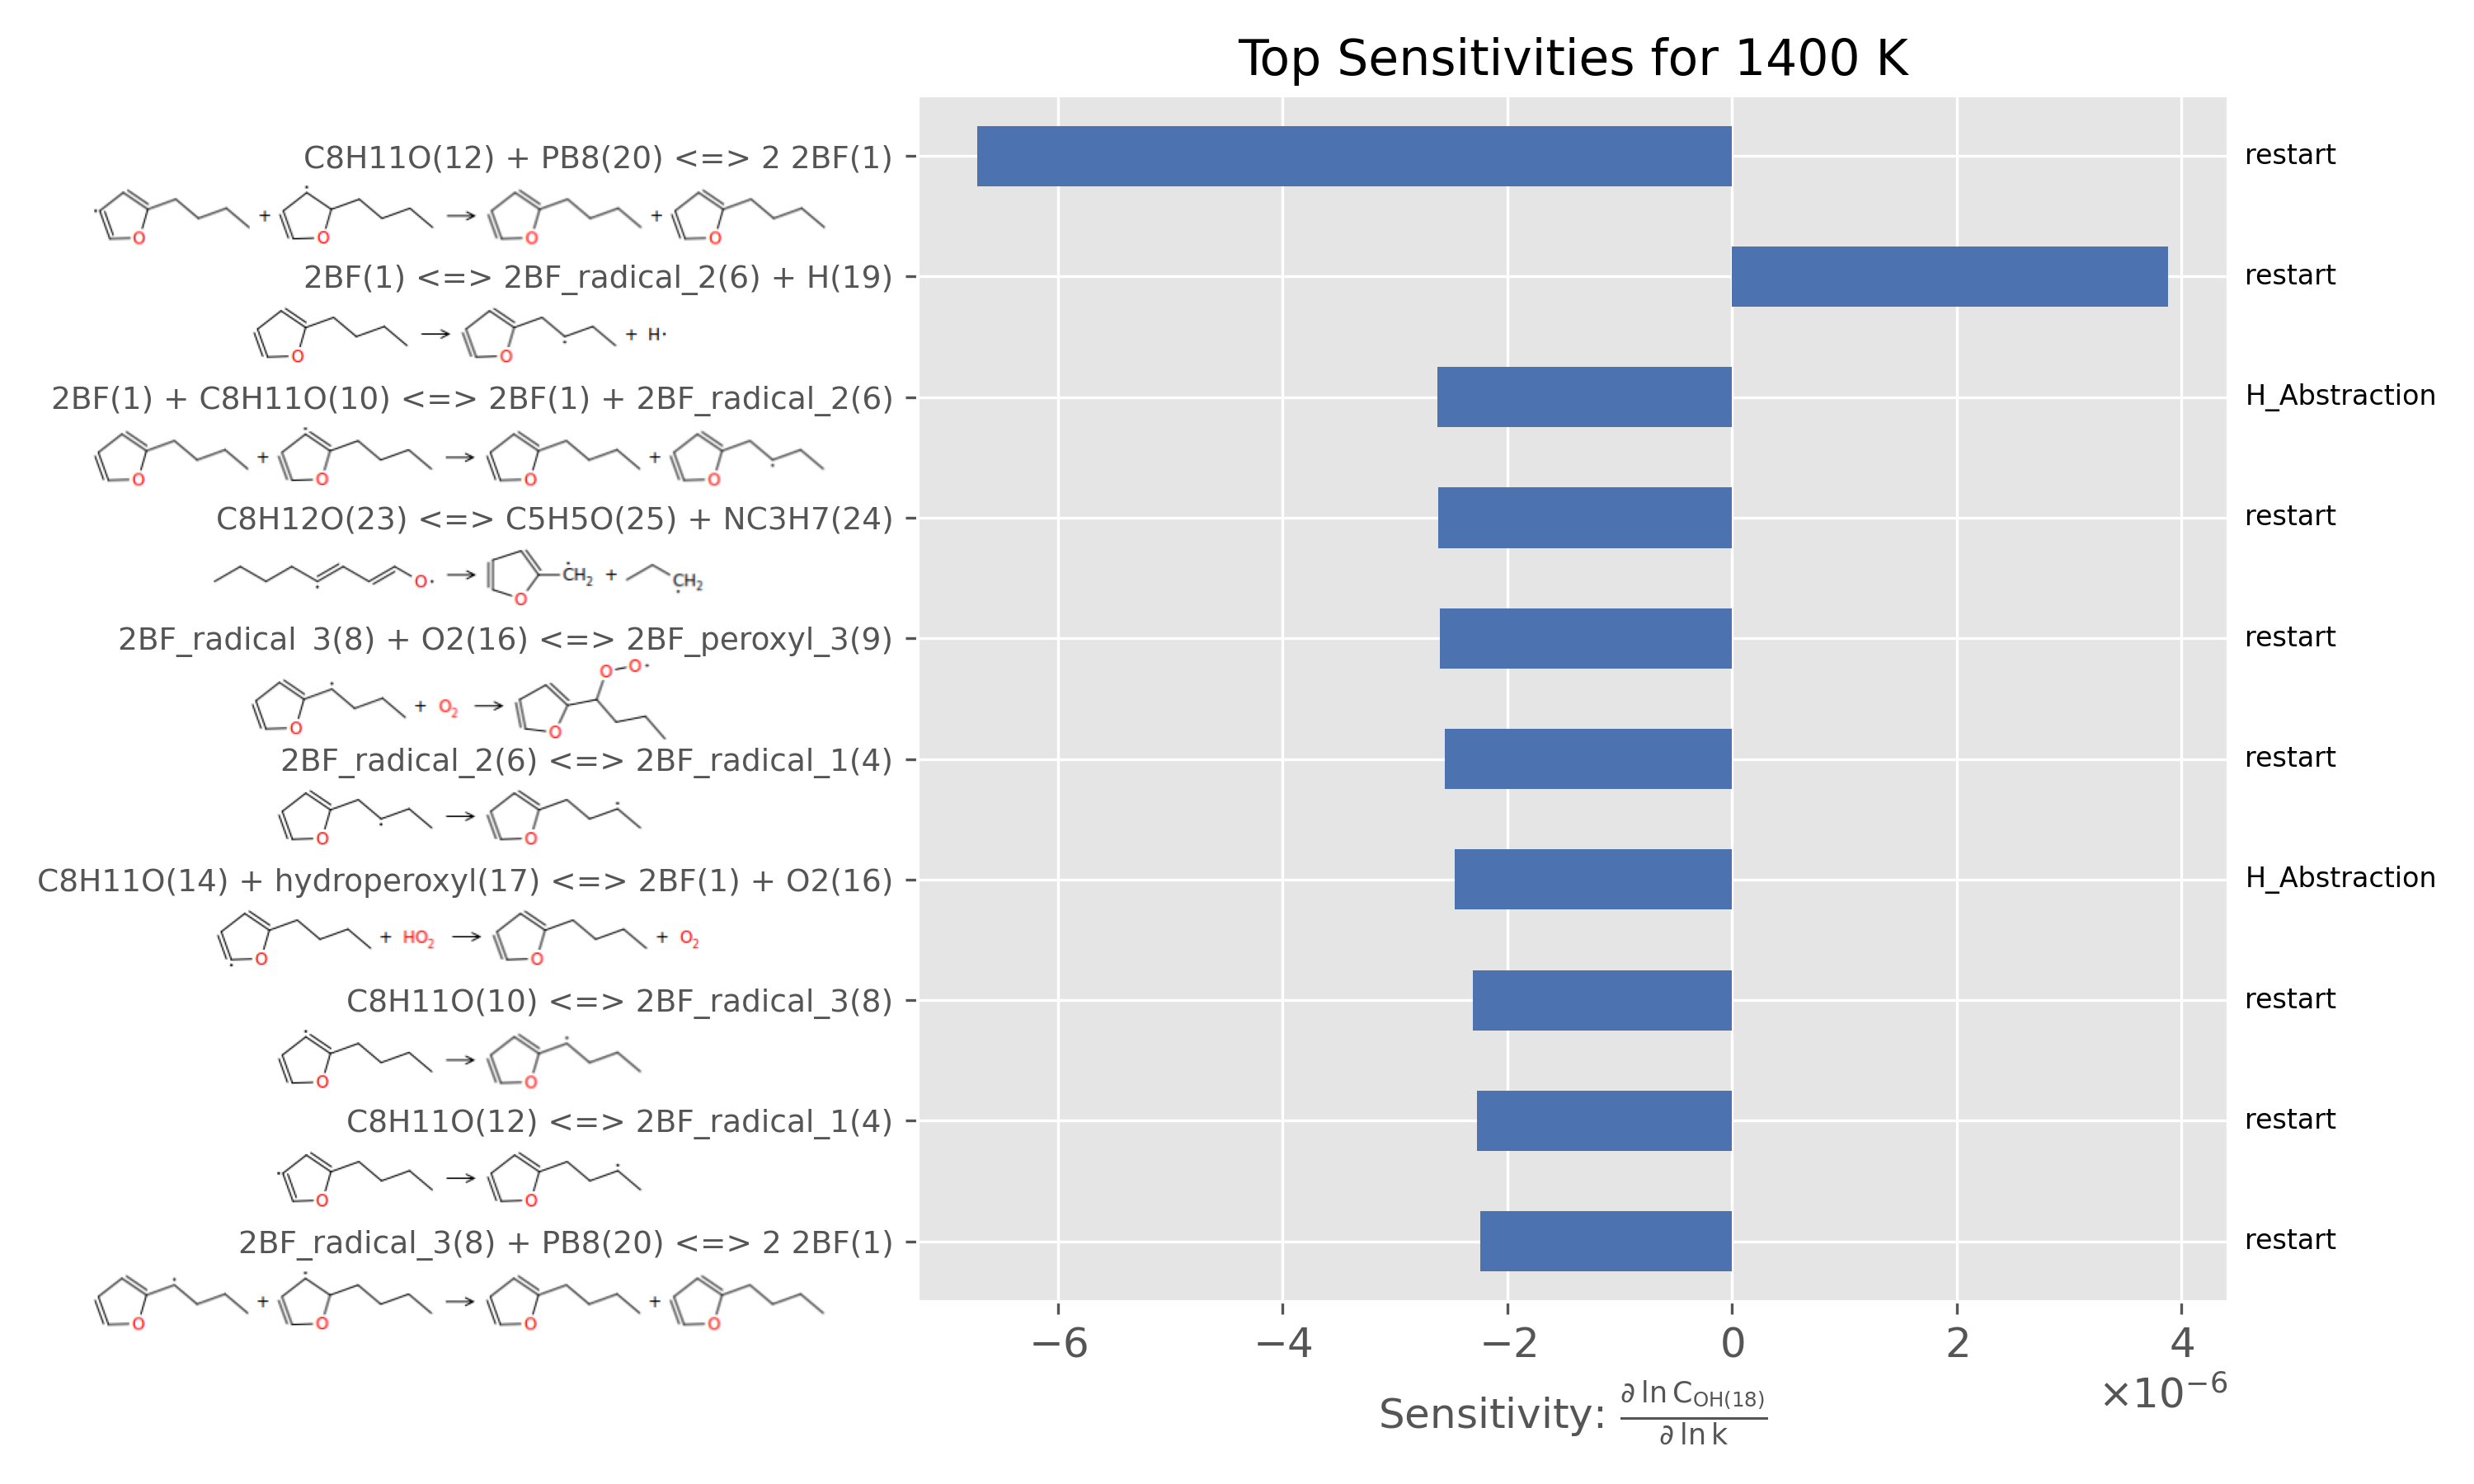 Top Sensitivities for 1400 K
C8H11O(12) + PB8(20) <=> 2 2BF(1)
restart
O + O O + O
2BF(1) <=> 2BF_radical_2(6) + H(19)
restart
O O + H·
2BF(1) + C8H11O(10) <=> 2BF(1) + 2BF_radical_2(6)
H_Abstraction
O + O O + O
C8H12O(23) <=> C5H5O(25) + NC3H7(24)
restart
O· O CH₂ + CH₂
2BF_radical_3(8) + O2(16) <=> 2BF_peroxyl_3(9)
restart
O O·
O + O₂ O
2BF_radical_2(6) <=> 2BF_radical_1(4)
restart
O O
C8H11O(14) + hydroperoxyl(17) <=> 2BF(1) + O2(16)
H_Abstraction
O + HO₂ O + O₂
C8H11O(10) <=> 2BF_radical_3(8)
restart
O O
C8H11O(12) <=> 2BF_radical_1(4)
restart
O O
2BF_radical_3(8) + PB8(20) <=> 2 2BF(1)
restart
O + O O + O
−6 −4 −2 0 2 4
×10⁻⁶
Sensitivity: ∂ ln C_OH(18) / ∂ ln k